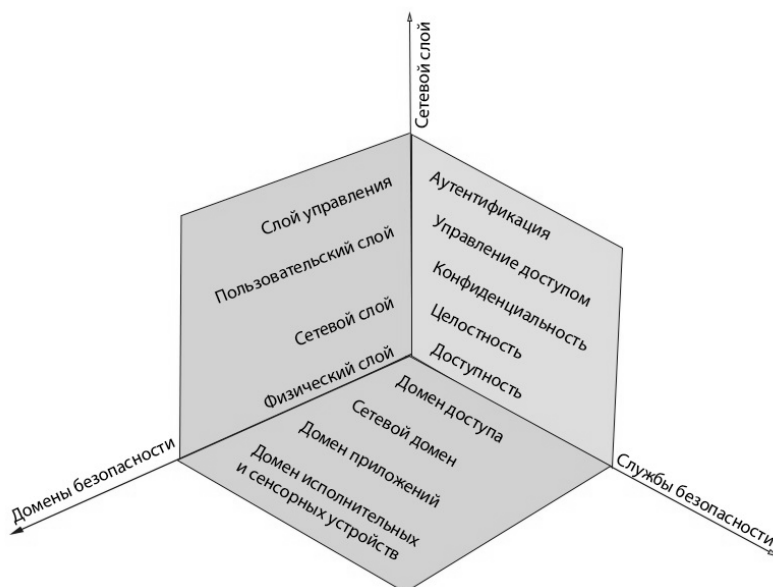 Сетевой слой
Слой управления
Пользовательский слой
Сетевой слой
Физический слой
Аутентификация
Управление доступом
Конфиденциальность
Целостность
Доступность
Домен доступа
Сетевой домен
Домен приложений
Домен исполнительных
и сенсорных устройств
Домены безопасности
Службы безопасности